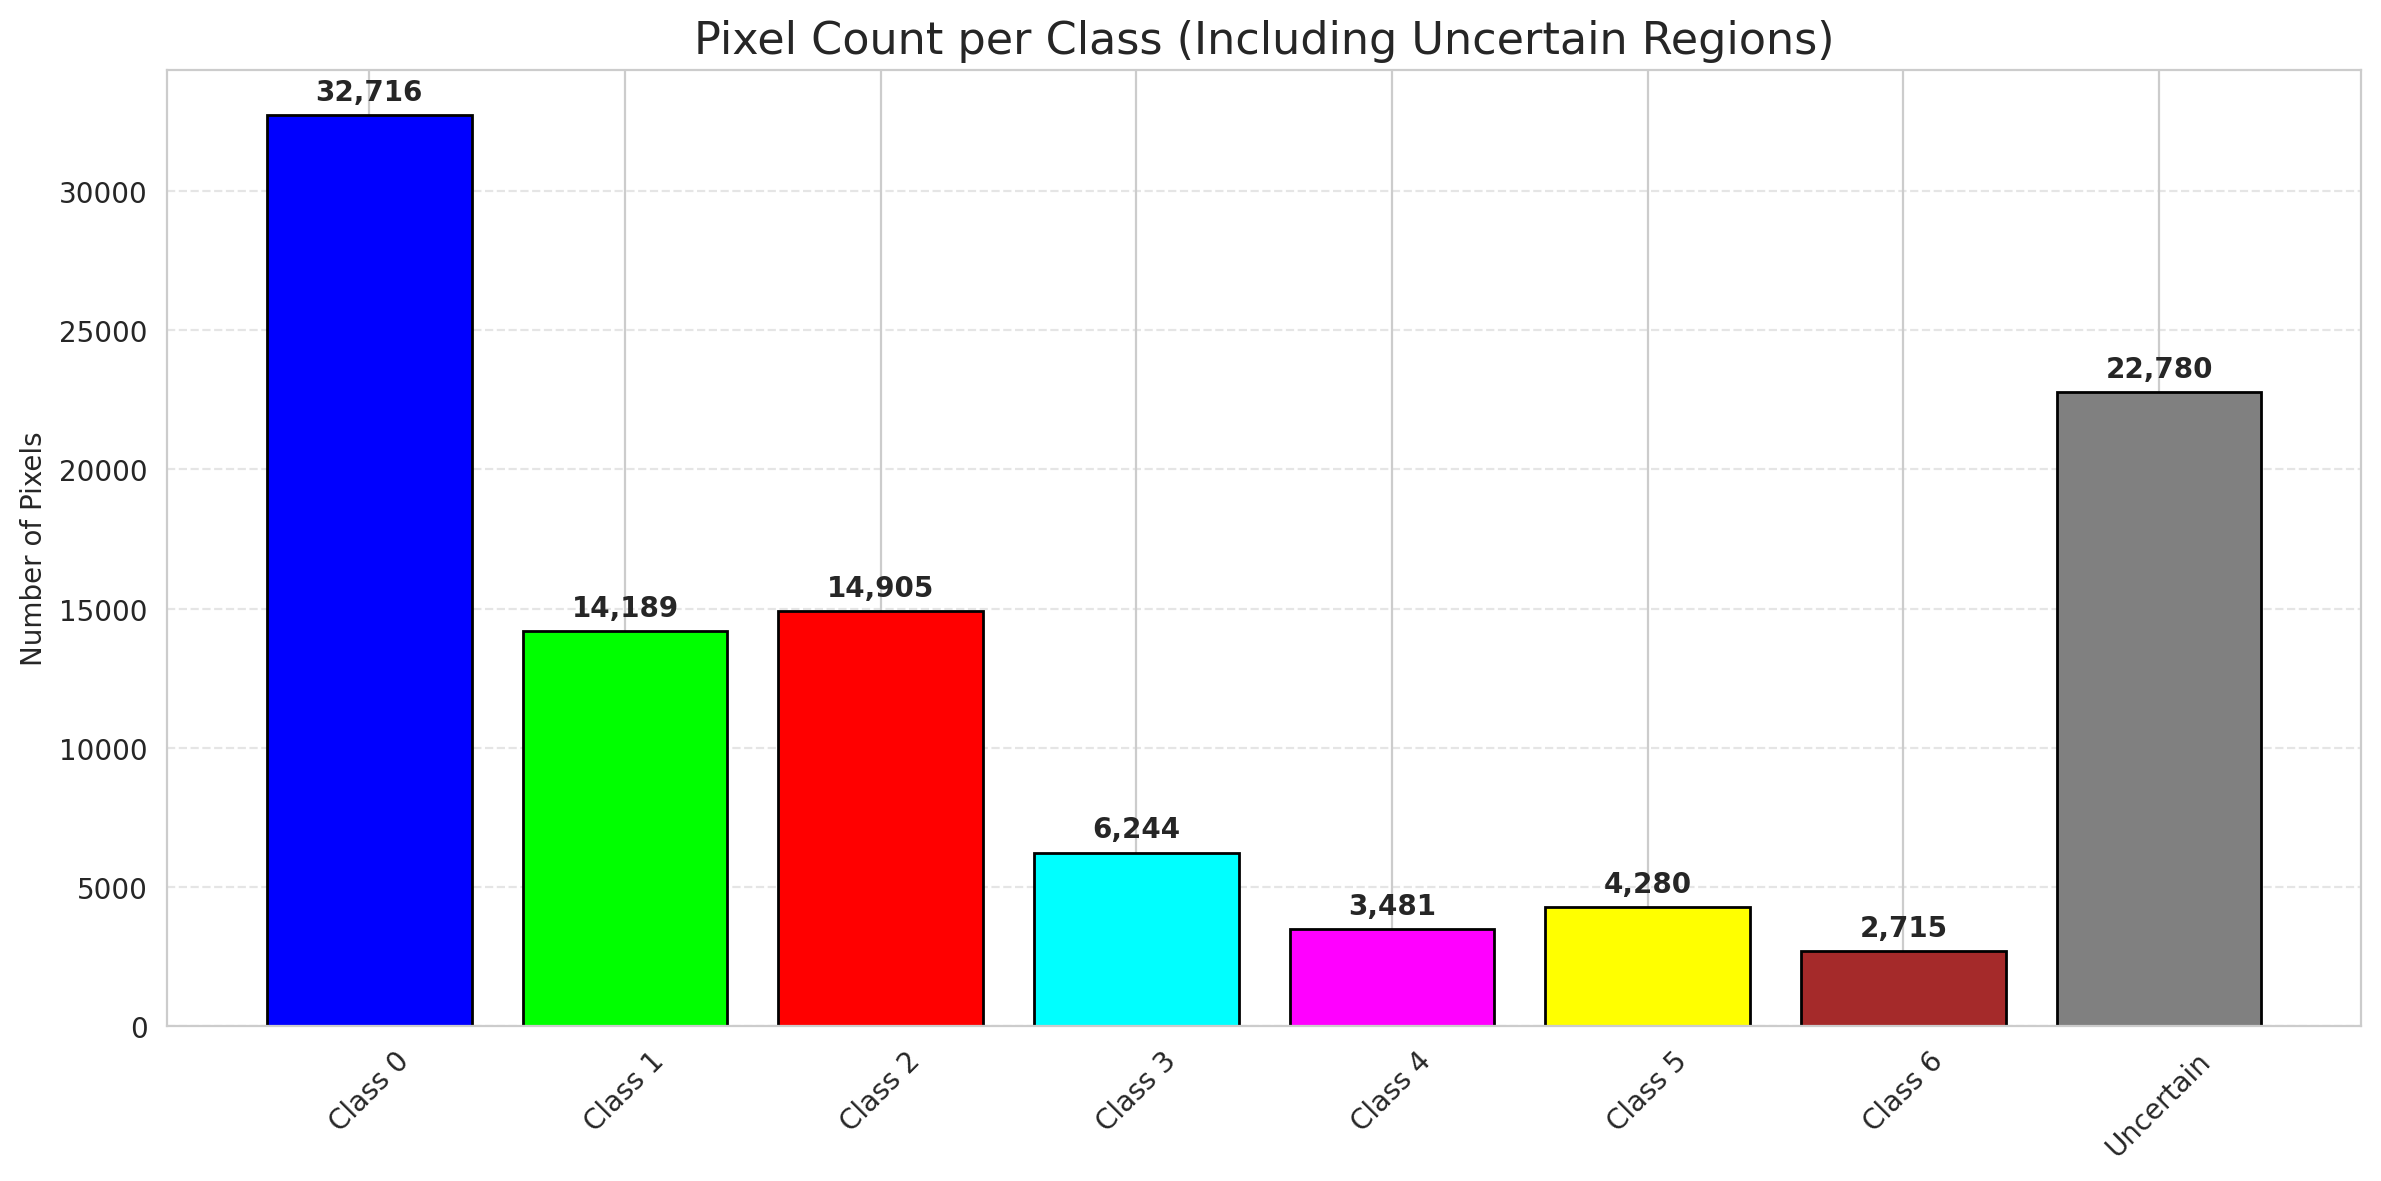 Pixel Count per Class (Including Uncertain Regions)
32,716
14,189
14,905
6,244
3,481
4,280
2,715
22,780
Number of Pixels
30000
25000
20000
15000
10000
5000
0
Class 0
Class 1
Class 2
Class 3
Class 4
Class 5
Class 6
Uncertain